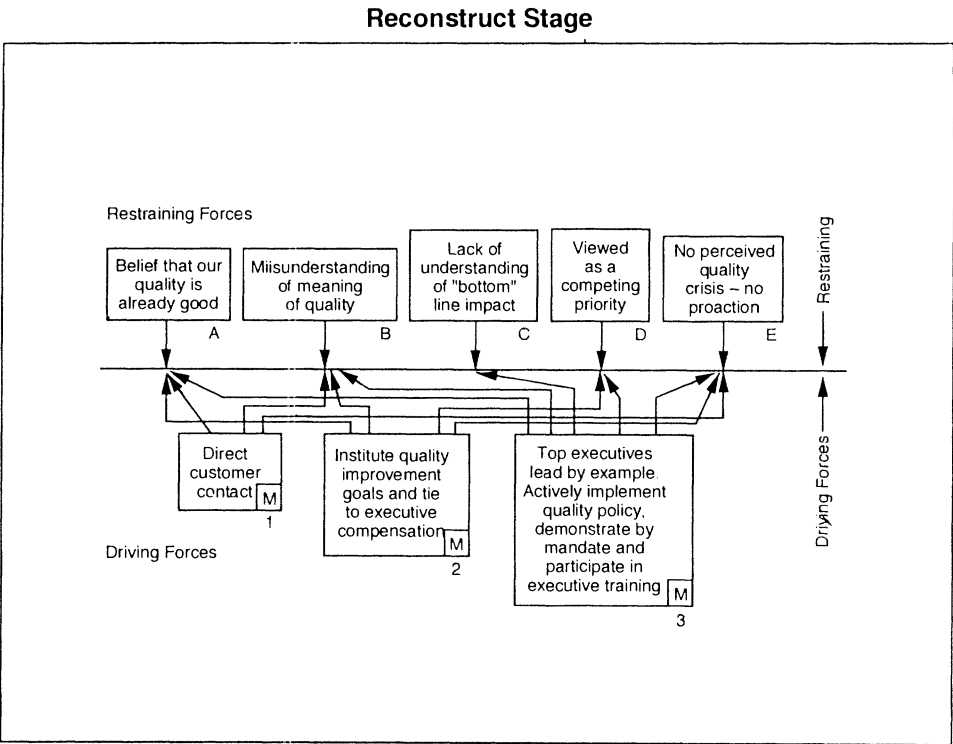 Reconstruct Stage
Restraining Forces
Belief that our
quality is
already good
A
Miisunderstanding
of meaning
of quality
B
Lack of
understanding
of "bottom"
line impact
C
Viewed
as a
competing
priority
D
No perceived
quality
crisis – no
proaction
E
Restraining
Driving Forces
Direct
customer
contact
M
1
Institute quality
improvement
goals and tie
to executive
compensation
M
2
Top executives
lead by example.
Actively implement
quality policy,
demonstrate by
mandate and
participate in
executive training
M
3
Driving Forces